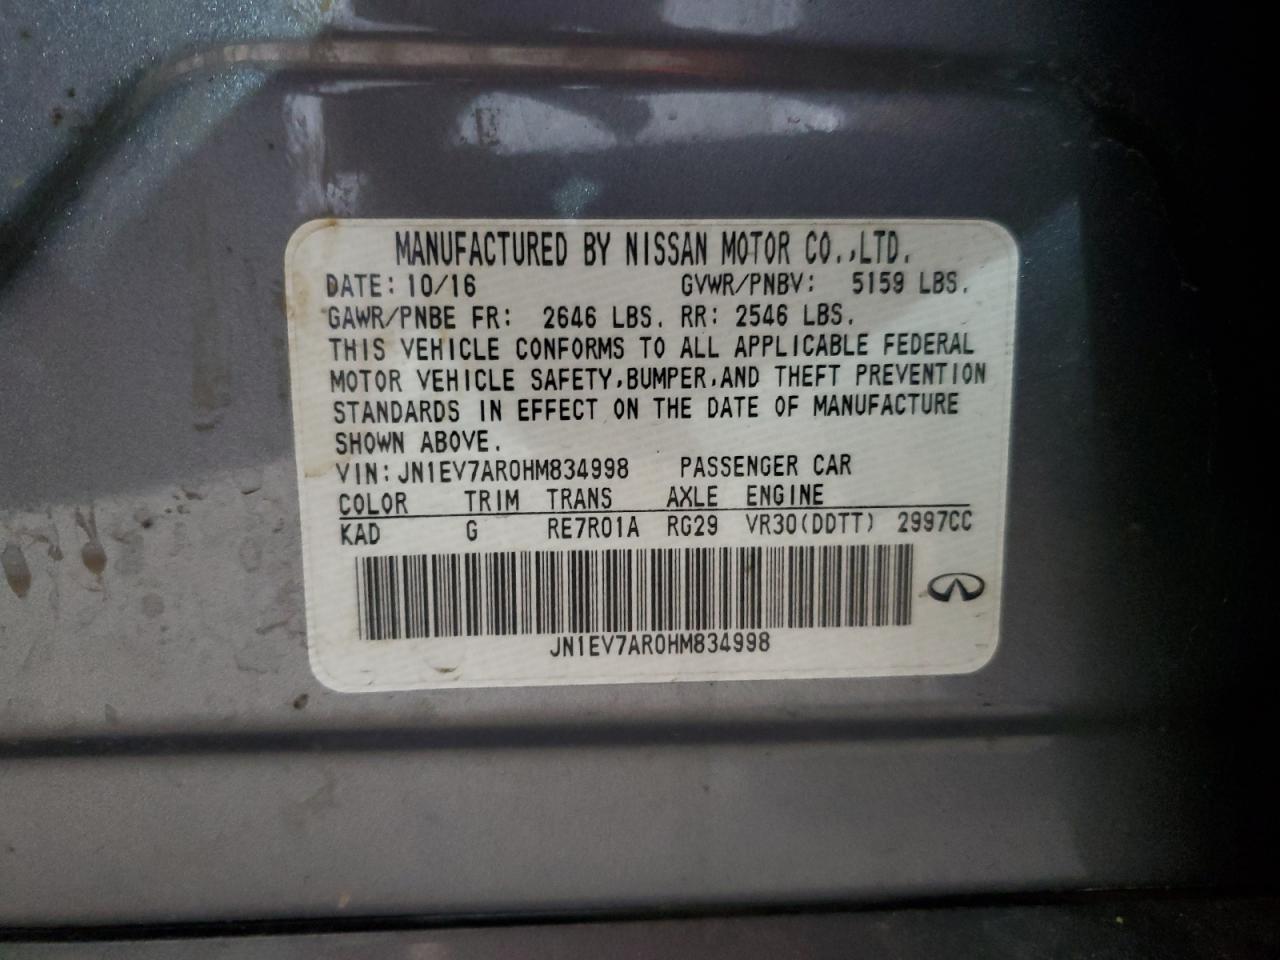 MANUFACTURED BY NISSAN MOTOR CO.,LTD.
DATE: 10/16 GVWR/PNBV: 5159 LBS.
GAWR/PNBE FR: 2646 LBS. RR: 2546 LBS.
THIS VEHICLE CONFORMS TO ALL APPLICABLE FEDERAL
MOTOR VEHICLE SAFETY,BUMPER,AND THEFT PREVENTION
STANDARDS IN EFFECT ON THE DATE OF MANUFACTURE
SHOWN ABOVE.
VIN: JN1EV7AR0HM834998 PASSENGER CAR
COLOR TRIM TRANS AXLE ENGINE
KAD G RE7R01A RG29 VR30(DDTT) 2997CC
JN1EV7AR0HM834998